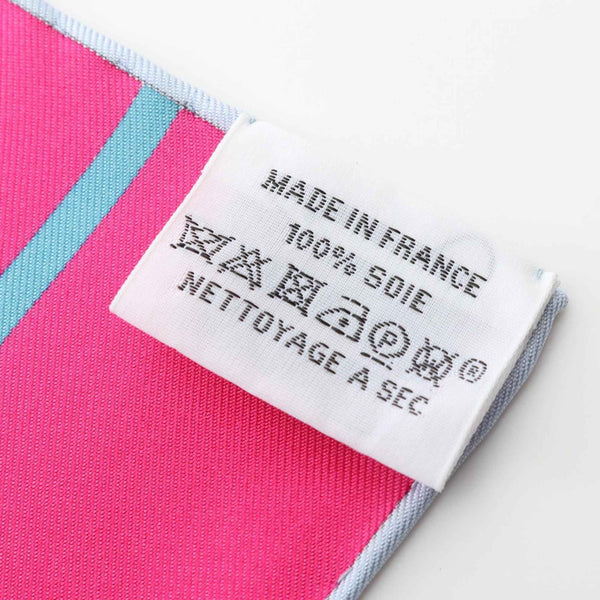 MADE IN FRANCE
100% SOIE
P ®
NETTOYAGE A SEC